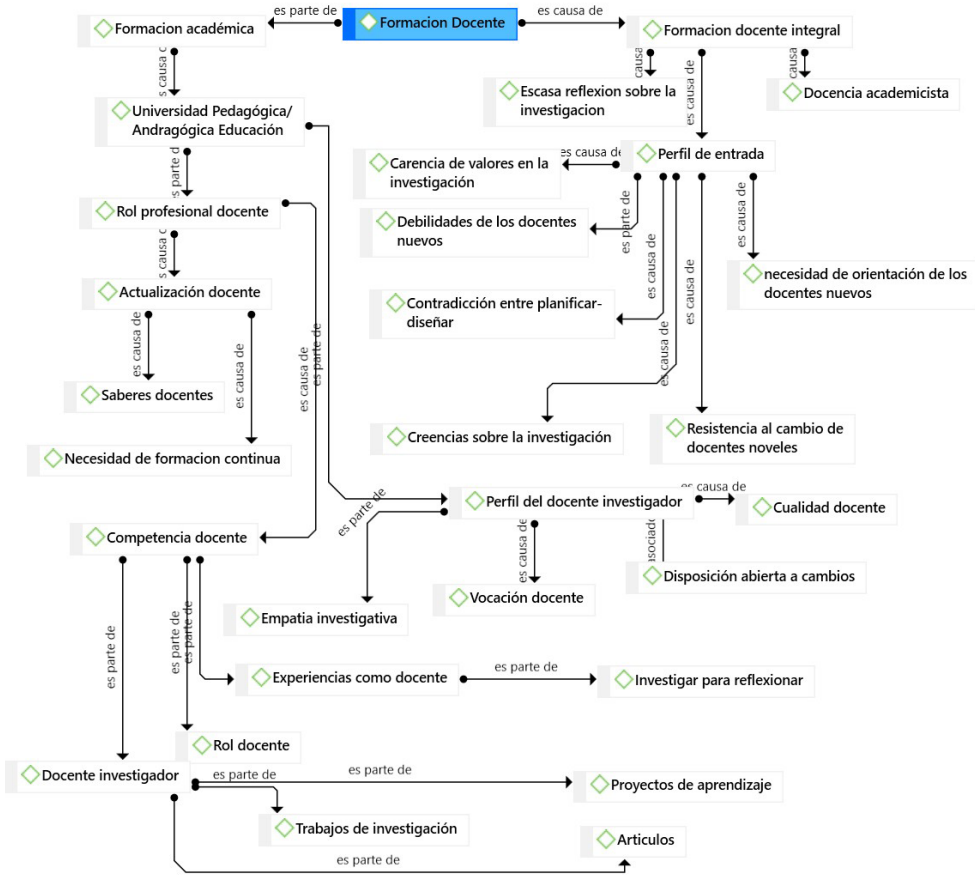 es parte de
Formacion Docente
es causa de
Formacion académica
Formacion docente integral
es causa d
causa
es causa de
causa
Escasa reflexion sobre la
investigacion
Docencia academicista
Universidad Pedagógica/
Andragógica Educación
es parte d
Carencia de valores en la
investigación
es causa de
Perfil de entrada
Rol profesional docente
Debilidades de los docentes
nuevos
es parte de
es causa de
es causa de
es causa de
es causa de
necesidad de orientación de los
docentes nuevos
es causa c
Actualización docente
Contradicción entre planificar-
diseñar
es causa de
es causa de
es causa de
es parte de
Saberes docentes
Creencias sobre la investigación
Resistencia al cambio de
docentes noveles
Necesidad de formacion continua
es parte de
Perfil del docente investigador
es causa de
Cualidad docente
Competencia docente
es causa de
asociado
Disposición abierta a cambios
Vocación docente
Empatia investigativa
es parte de
es parte de
es parte de
Experiencias como docente
es parte de
Investigar para reflexionar
Rol docente
Docente investigador
es parte de
es parte de
Proyectos de aprendizaje
Trabajos de investigación
Articulos
es parte de